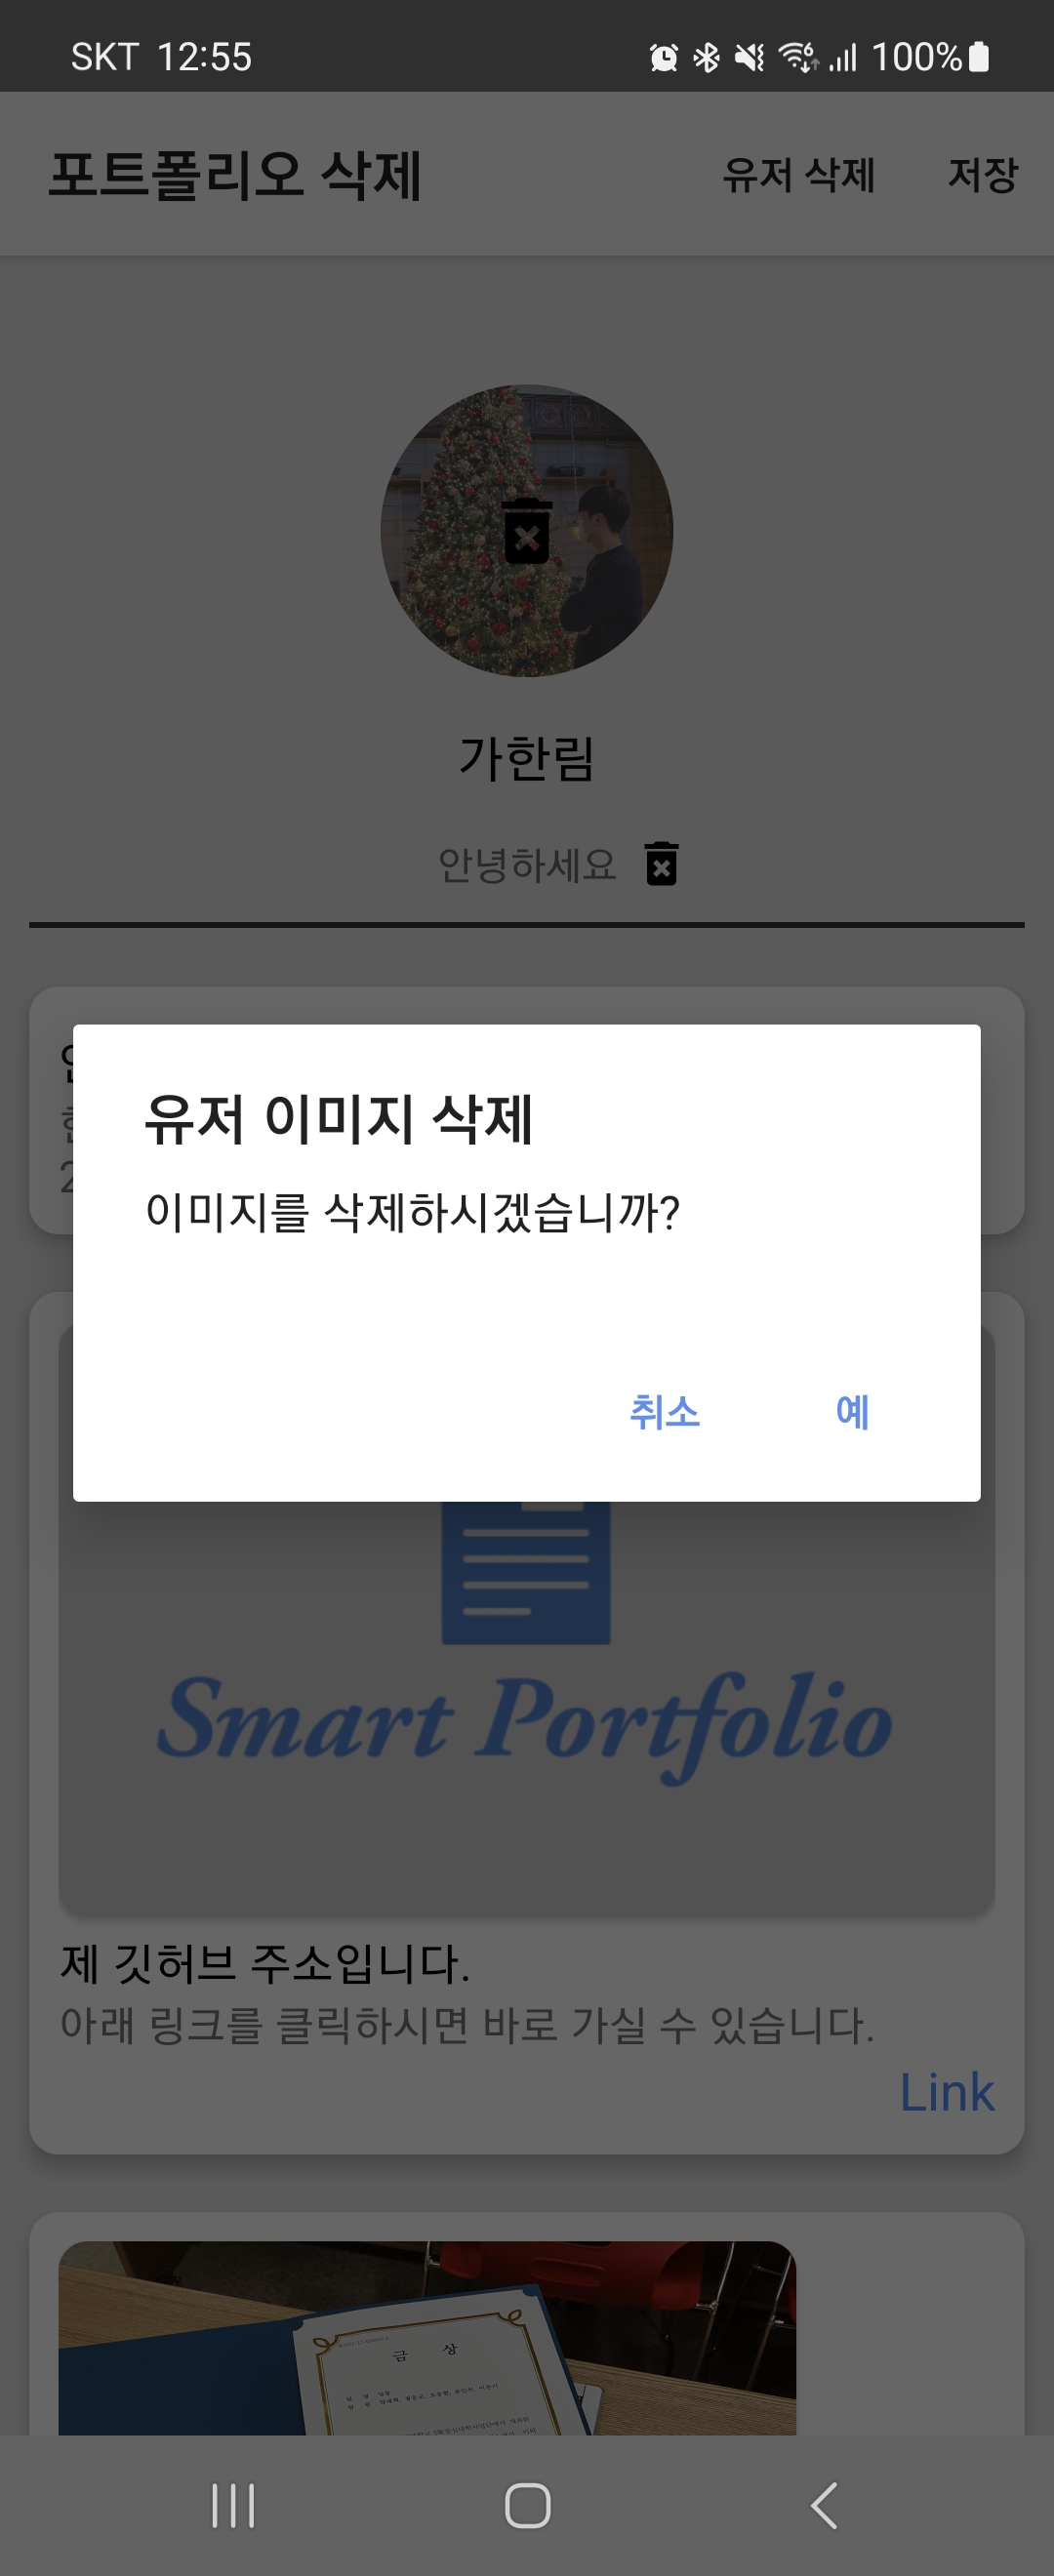 SKT 12:55 100%
포트폴리오 삭제 유저 삭제 저장
가한림
안녕하세요
유저 이미지 삭제
이미지를 삭제하시겠습니까?
취소 예
Smart Portfolio
제 깃허브 주소입니다.
아래 링크를 클릭하시면 바로 가실 수 있습니다.
Link
금 상